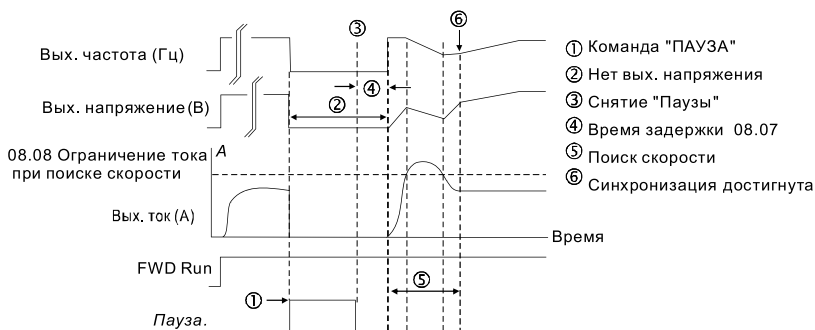 ⑥
③
Вых. частота (Гц)
① Команда "ПАУЗА"
② Нет вых. напряжения
④
②
③ Снятие "Паузы"
Вых. напряжение(В)
④ Время задержки 08.07
08.08 Ограничение тока
при поиске скорости
A
⑤ Поиск скорости
⑥ Синхронизация достигнута
Вых. ток (А)
Время
FWD Run
⑤
①
Пауза.